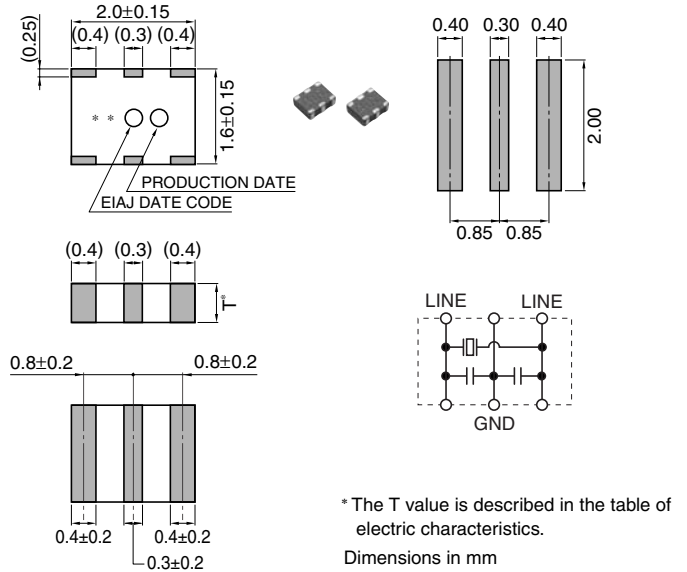 2.0±0.15
(0.25)
(0.4) (0.3) (0.4)
* *
1.6±0.15
PRODUCTION DATE
EIAJ DATE CODE
0.40 0.30 0.40
2.00
0.85 0.85
(0.4) (0.3) (0.4)
T*
0.8±0.2 0.8±0.2
0.4±0.2 0.4±0.2
0.3±0.2
LINE LINE
GND
* The T value is described in the table of
electric characteristics.
Dimensions in mm